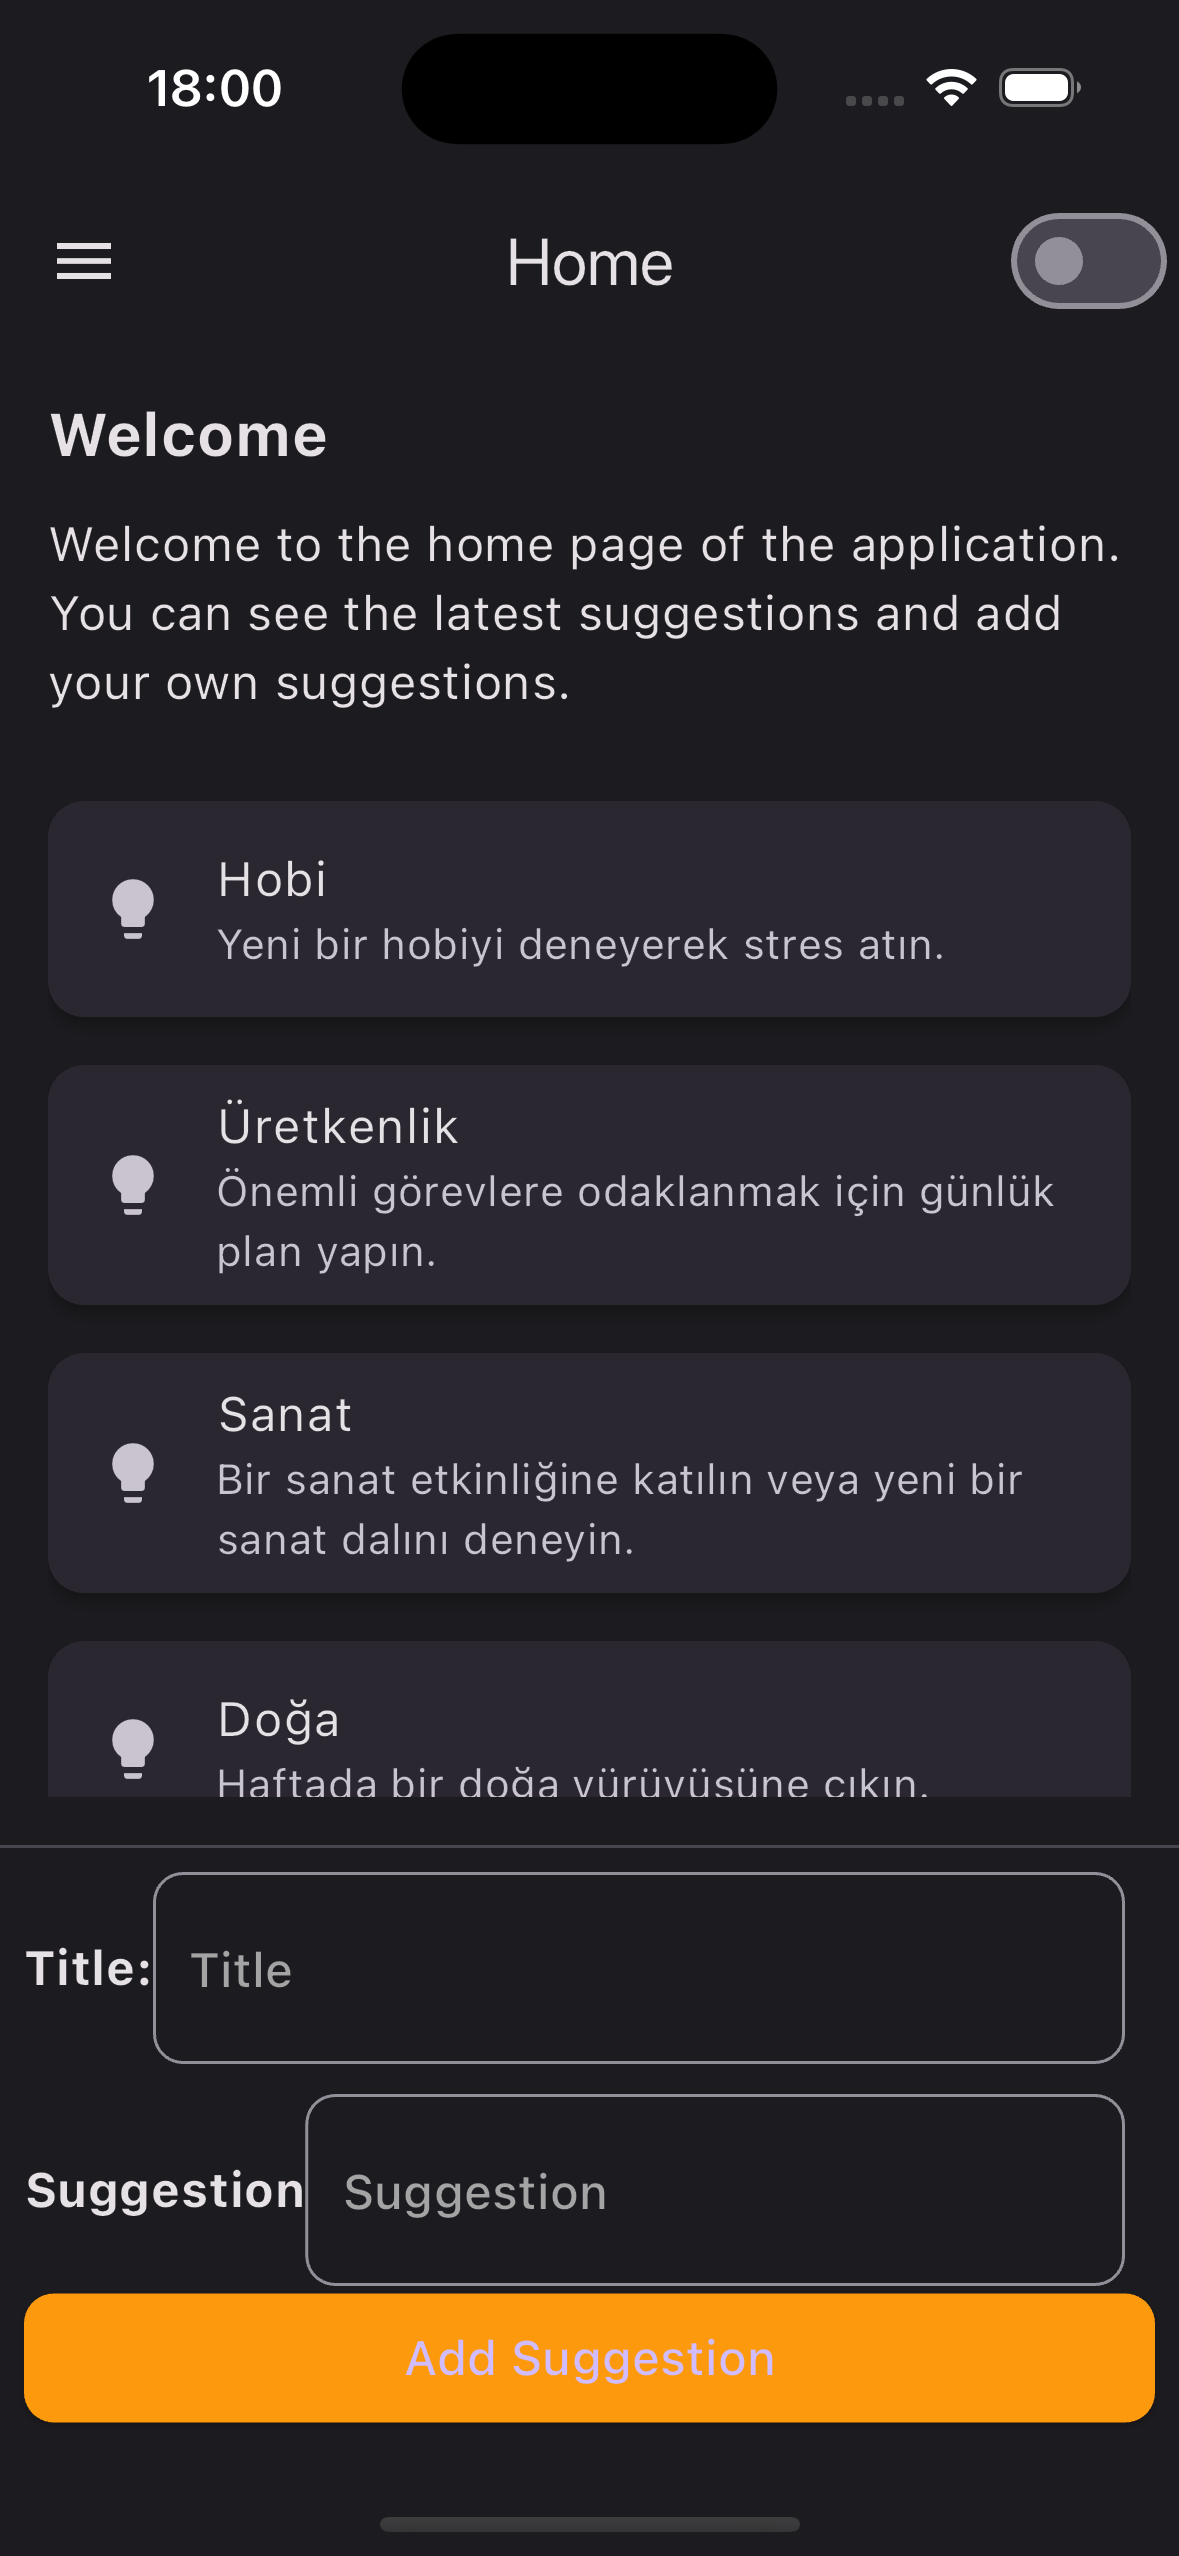 18:00
Home
Welcome
Welcome to the home page of the application.
You can see the latest suggestions and add
your own suggestions.
Hobi
Yeni bir hobiyi deneyerek stres atın.
Üretkenlik
Önemli görevlere odaklanmak için günlük
plan yapın.
Sanat
Bir sanat etkinliğine katılın veya yeni bir
sanat dalını deneyin.
Doğa
Haftada bir doğa yürüyüşüne çıkın.
Title:
Title
Suggestion
Suggestion
Add Suggestion